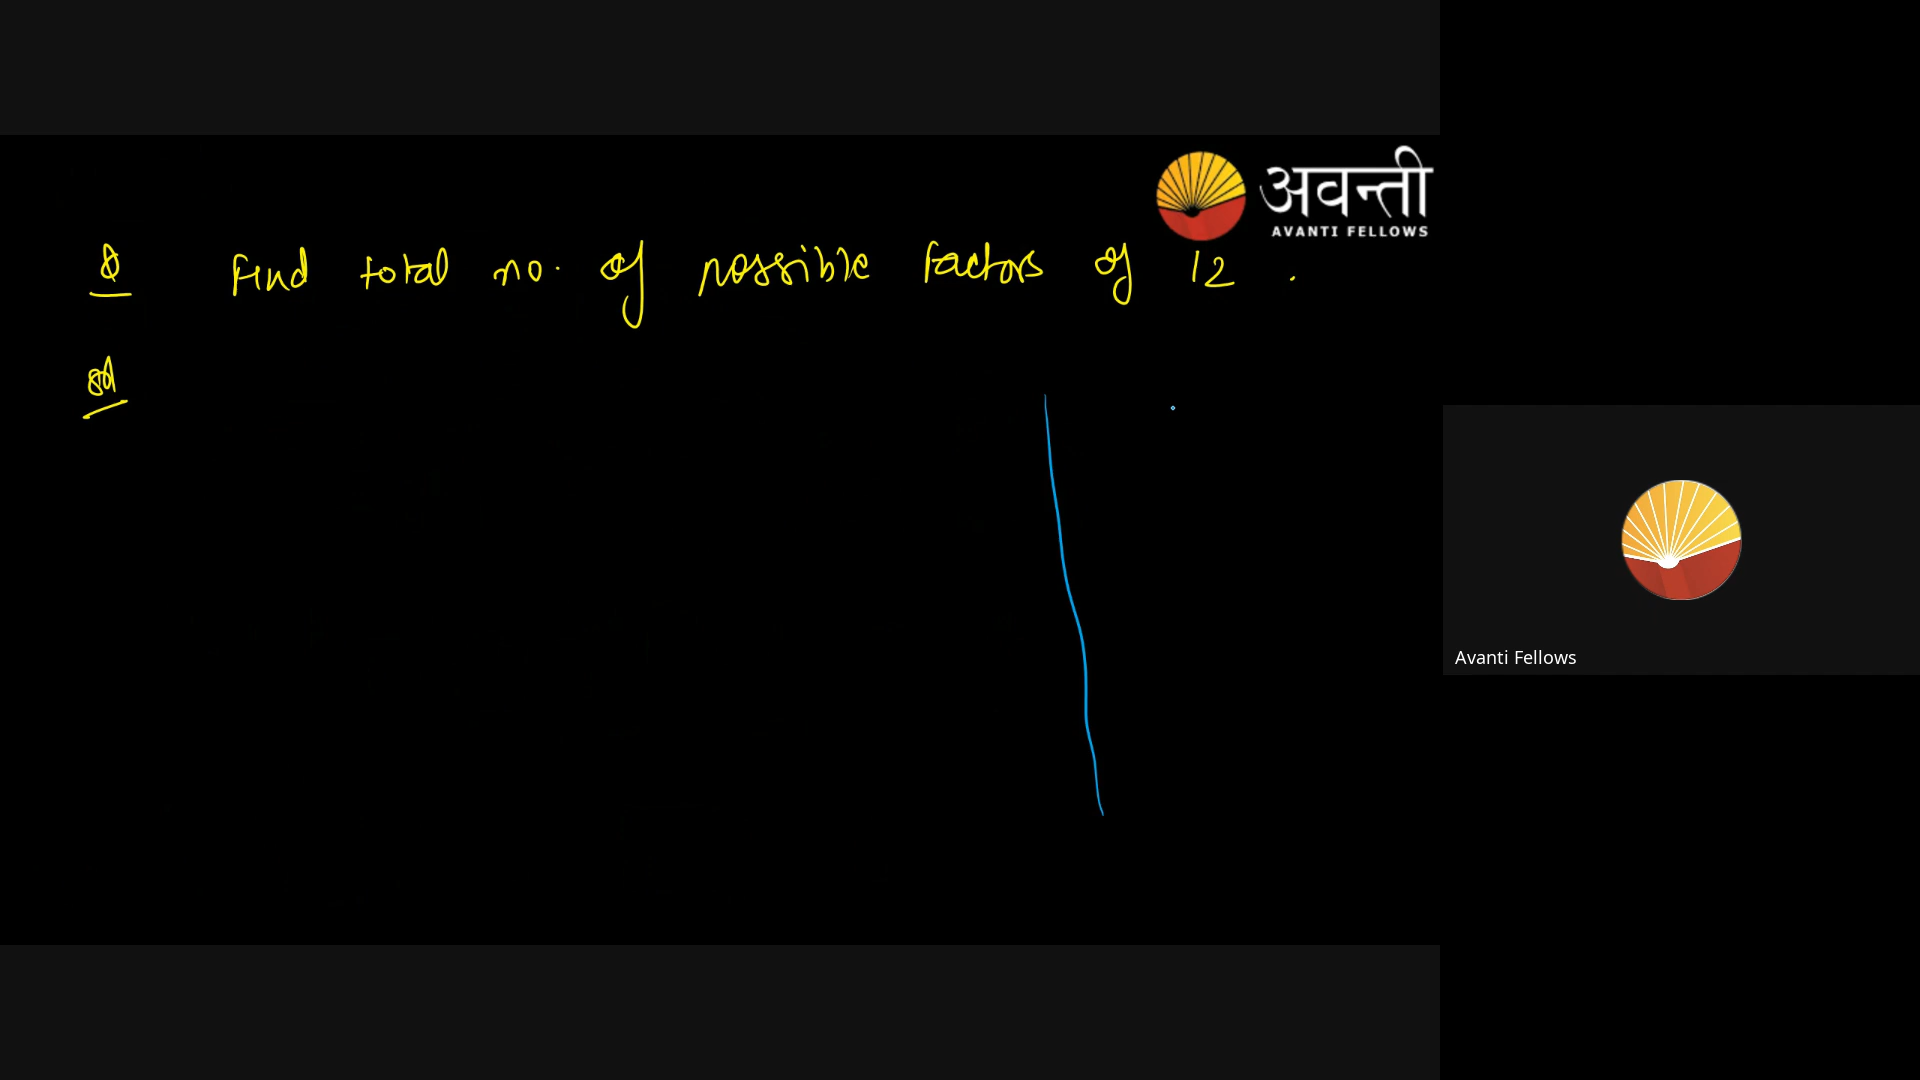 अवन्ती
AVANTI FELLOWS
Q Find total no. of possible factors of 12 .
Sol
Avanti Fellows